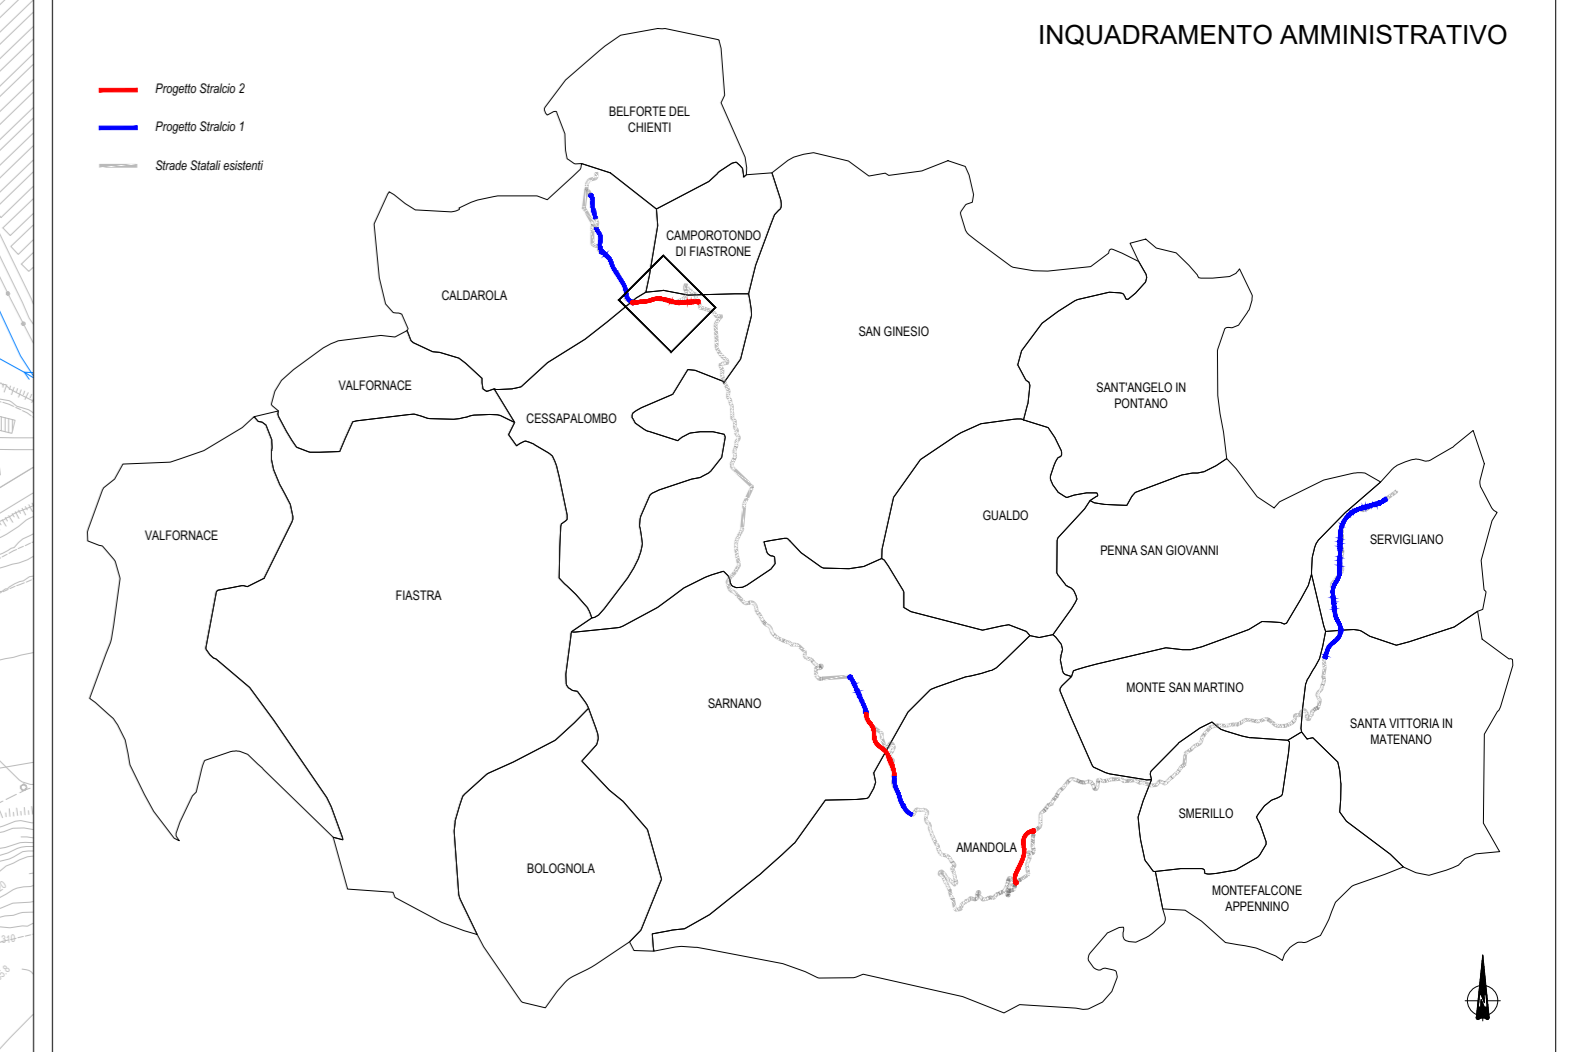 INQUADRAMENTO AMMINISTRATIVO
Progetto Stralcio 2
Progetto Stralcio 1
Strade Statali esistenti
BELFORTE DEL
CHIENTI
CAMPOROTONDO
DI FIASTRONE
CALDAROLA
SAN GINESIO
VALFORNACE
SANT'ANGELO IN
PONTANO
CESSAPALOMBO
GUALDO
VALFORNACE
SERVIGLIANO
PENNA SAN GIOVANNI
FIASTRA
MONTE SAN MARTINO
SARNANO
SANTA VITTORIA IN
MATENANO
SMERILLO
AMANDOLA
BOLOGNOLA
MONTEFALCONE
APPENNINO
310